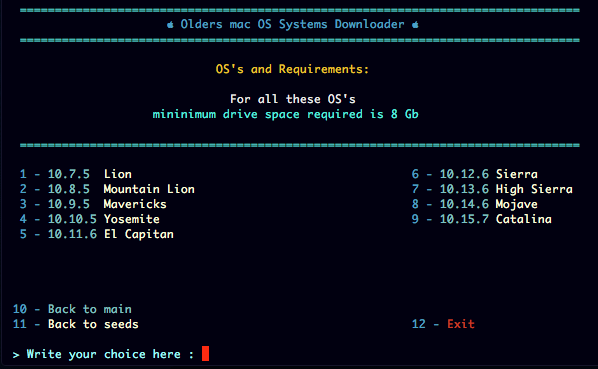 ================================================================================
 Olders mac OS Systems Downloader 
================================================================================
OS's and Requirements:
For all these OS's
mininimum drive space required is 8 Gb
================================================================================
1 - 10.7.5 Lion 6 - 10.12.6 Sierra
2 - 10.8.5 Mountain Lion 7 - 10.13.6 High Sierra
3 - 10.9.5 Mavericks 8 - 10.14.6 Mojave
4 - 10.10.5 Yosemite 9 - 10.15.7 Catalina
5 - 10.11.6 El Capitan
10 - Back to main
11 - Back to seeds 12 - Exit
> Write your choice here :